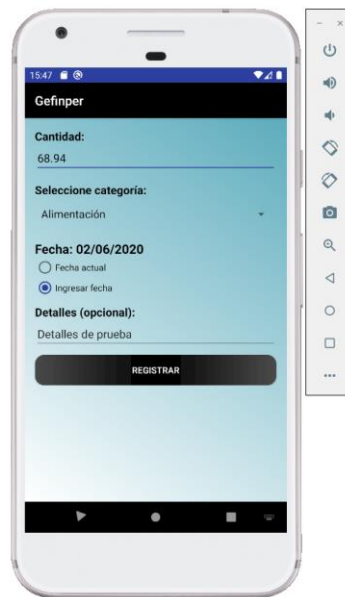 15:47
Gefinper
Cantidad:
68.94
Seleccione categoría:
Alimentación
Fecha: 02/06/2020
Fecha actual
Ingresar fecha
Detalles (opcional):
Detalles de prueba
REGISTRAR